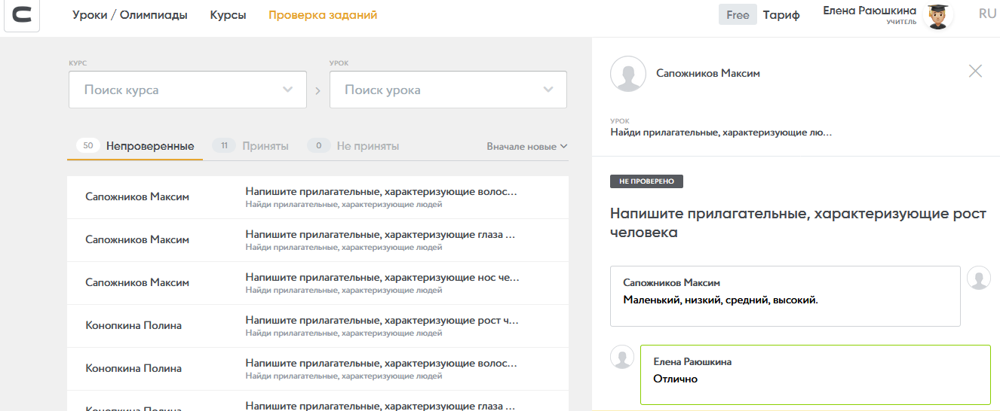 Уроки / Олимпиады Курсы Проверка заданий Free Тариф Елена Раюшкина RU
УЧИТЕЛЬ
КУРС УРОК
Поиск курса Поиск урока
50 Непроверенные 11 Приняты 0 Не приняты Вначале новые
Сапожников Максим Напишите прилагательные, характеризующие волос...
Найди прилагательные, характеризующие людей
Сапожников Максим Напишите прилагательные, характеризующие глаза ...
Найди прилагательные, характеризующие людей
Сапожников Максим Напишите прилагательные, характеризующие нос че...
Найди прилагательные, характеризующие людей
Конопкина Полина Напишите прилагательные, характеризующие рост ч...
Найди прилагательные, характеризующие людей
Конопкина Полина Напишите прилагательные, характеризующие волос...
Найди прилагательные, характеризующие людей
Конопкина Полина Напишите прилагательные, характеризующие глаза ...
Сапожников Максим
УРОК
Найди прилагательные, характеризующие лю...
НЕ ПРОВЕРЕНО
Напишите прилагательные, характеризующие рост
человека
Сапожников Максим
Маленький, низкий, средний, высокий.
Елена Раюшкина
Отлично